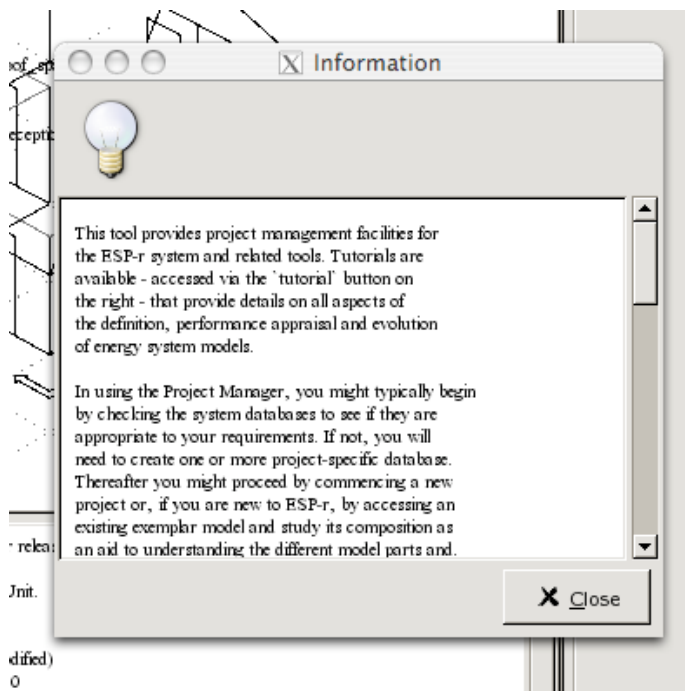 Information
This tool provides project management facilities for
the ESP-r system and related tools. Tutorials are
available - accessed via the `tutorial` button on
the right - that provide details on all aspects of
the definition, performance appraisal and evolution
of energy system models.
In using the Project Manager, you might typically begin
by checking the system databases to see if they are
appropriate to your requirements. If not, you will
need to create one or more project-specific database.
Thereafter you might proceed by commencing a new
project or, if you are new to ESP-r, by accessing an
existing exemplar model and study its composition as
an aid to understanding the different model parts and.
Close
Unit.
0